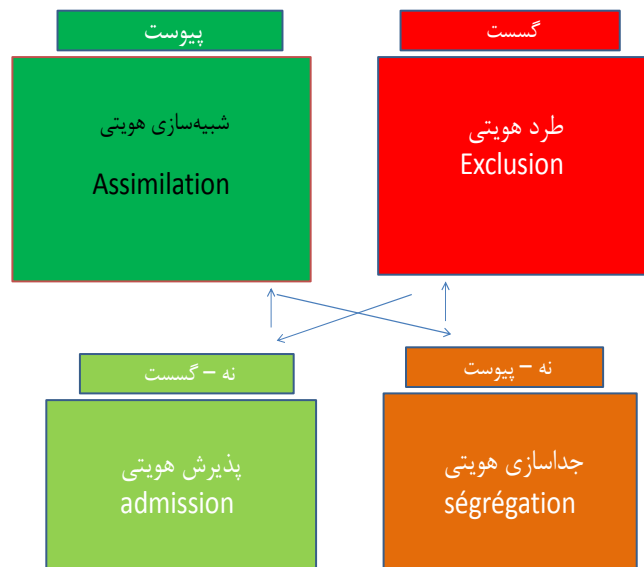 گسست
پیوست
طرد هویتی
Exclusion
شبیه‌سازی هویتی
Assimilation
نه – پیوست
نه – گسست
جداسازی هویتی
ségrégation
پذیرش هویتی
admission